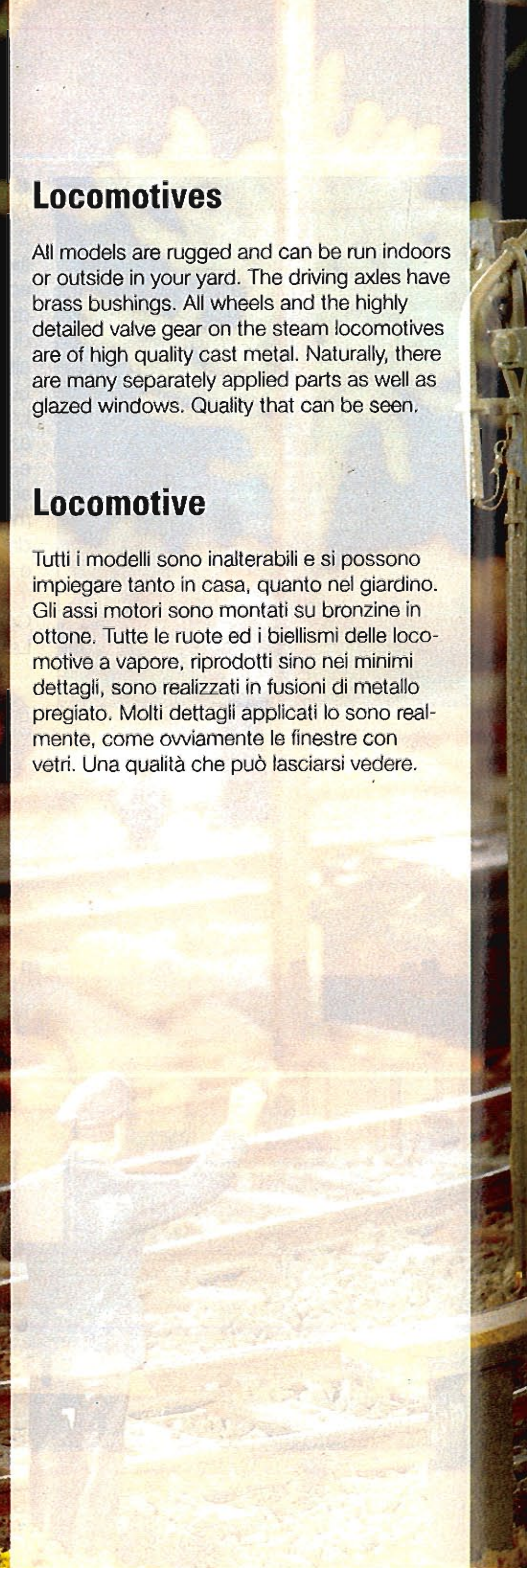 Locomotives
All models are rugged and can be run indoors
or outside in your yard. The driving axles have
brass bushings. All wheels and the highly
detailed valve gear on the steam locomotives
are of high quality cast metal. Naturally, there
are many separately applied parts as well as
glazed windows. Quality that can be seen.
Locomotive
Tutti i modelli sono inalterabili e si possono
impiegare tanto in casa, quanto nel giardino.
Gli assi motori sono montati su bronzine in
ottone. Tutte le ruote ed i biellismi delle loco-
motive a vapore, riprodotti sino nei minimi
dettagli, sono realizzati in fusioni di metallo
pregiato. Molti dettagli applicati lo sono real-
mente, come ovviamente le finestre con
vetri. Una qualità che può lasciarsi vedere.